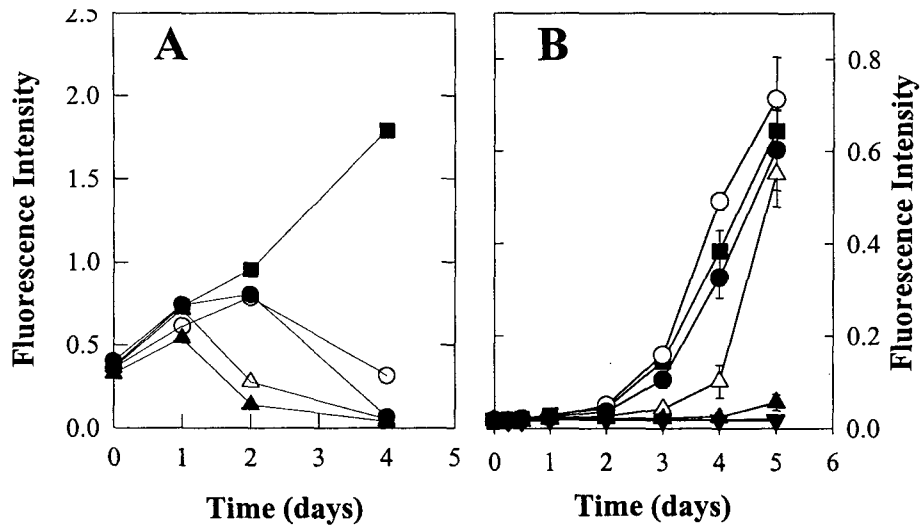 A
B
2.5
2.0
1.5
1.0
0.5
0.0
Fluorescence Intensity
0 1 2 3 4 5
Time (days)
0 1 2 3 4 5 6
Time (days)
0.8
0.6
0.4
0.2
0.0
Fluorescence Intensity